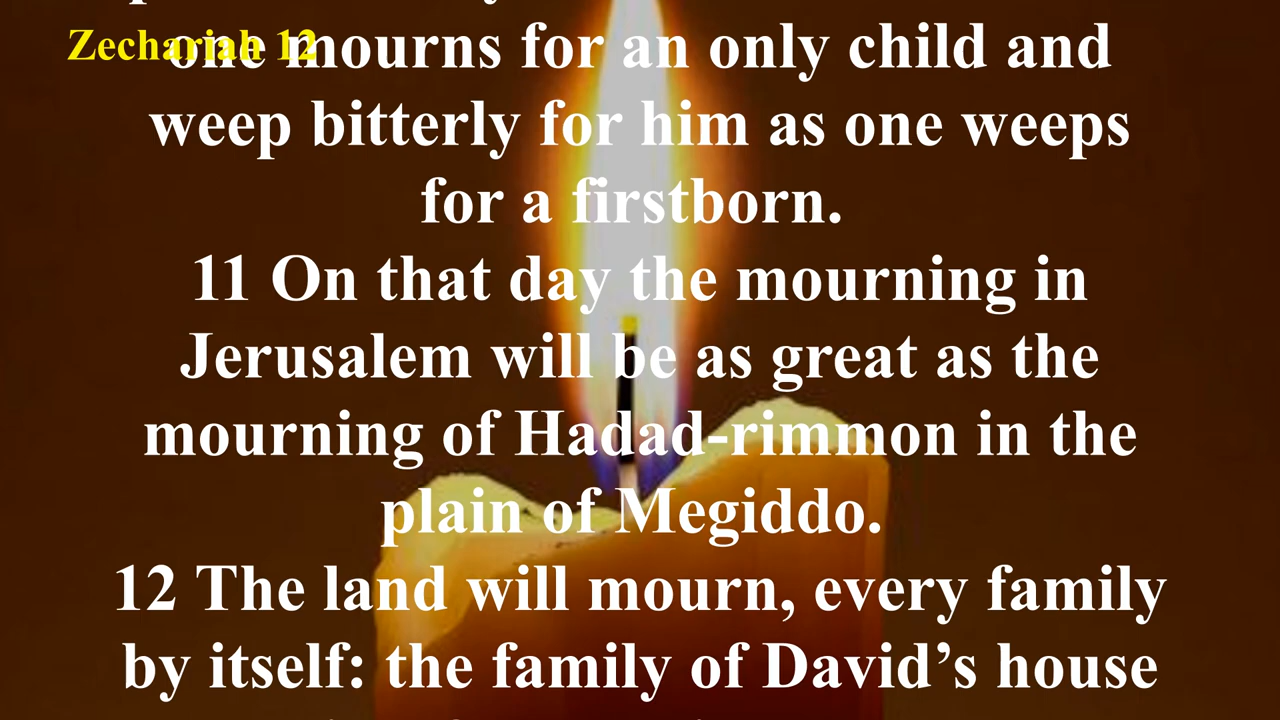 Zechariah 12
one mourns for an only child and
weep bitterly for him as one weeps
for a firstborn.
11 On that day the mourning in
Jerusalem will be as great as the
mourning of Hadad-rimmon in the
plain of Megiddo.
12 The land will mourn, every family
by itself: the family of David’s house